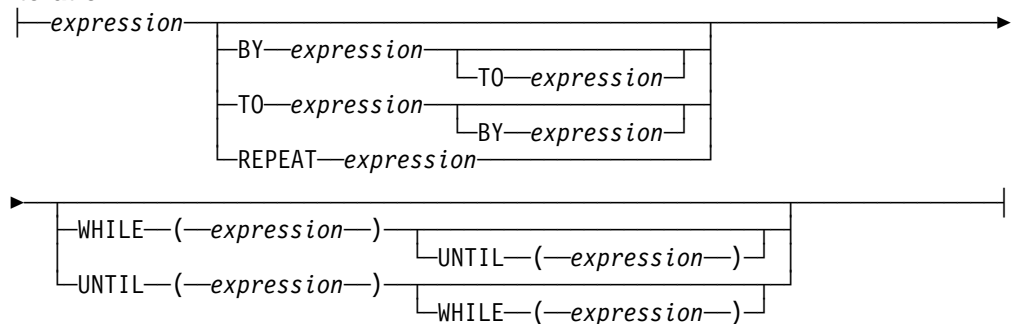 expression
BY expression
TO expression
TO expression
BY expression
REPEAT expression
WHILE ( expression )
UNTIL ( expression )
UNTIL ( expression )
WHILE ( expression )